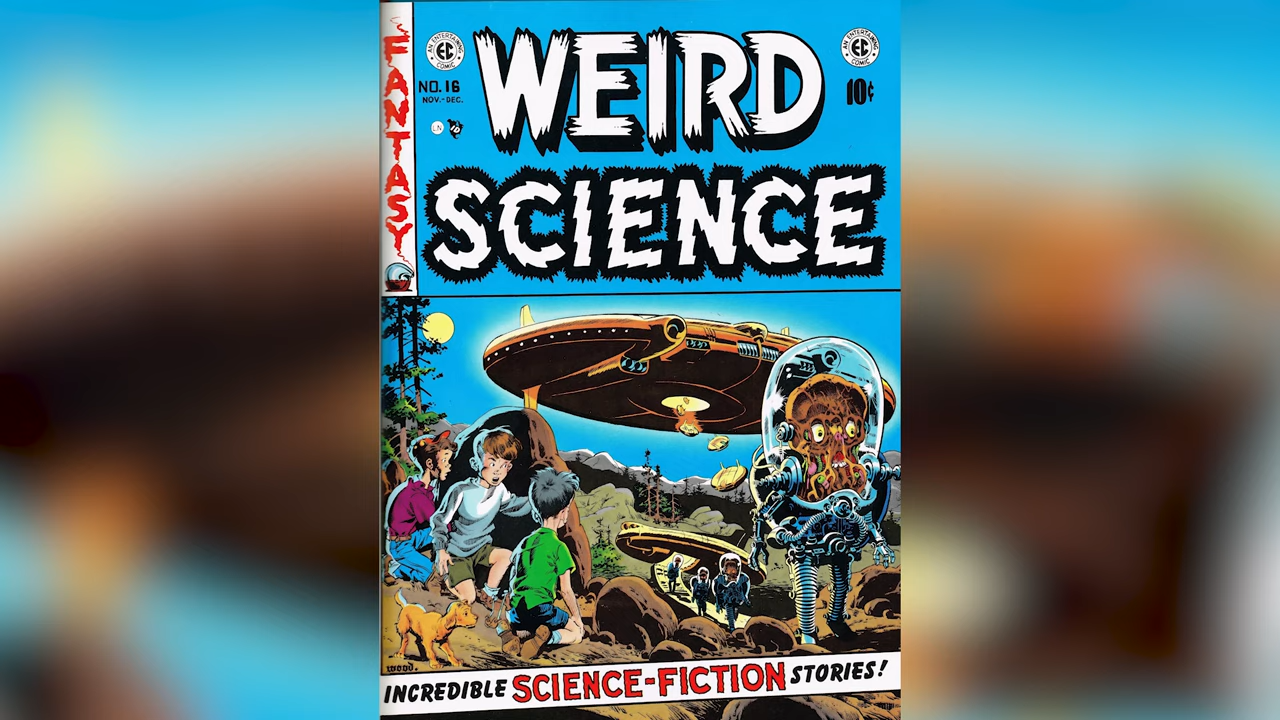 FANTASY
AN ENTERTAINING
EC
COMIC
NO. 16
NOV.-DEC.
LN
WEIRD
SCIENCE
AN ENTERTAINING
EC
COMIC
10¢
WOOD.
INCREDIBLE SCIENCE-FICTION STORIES!